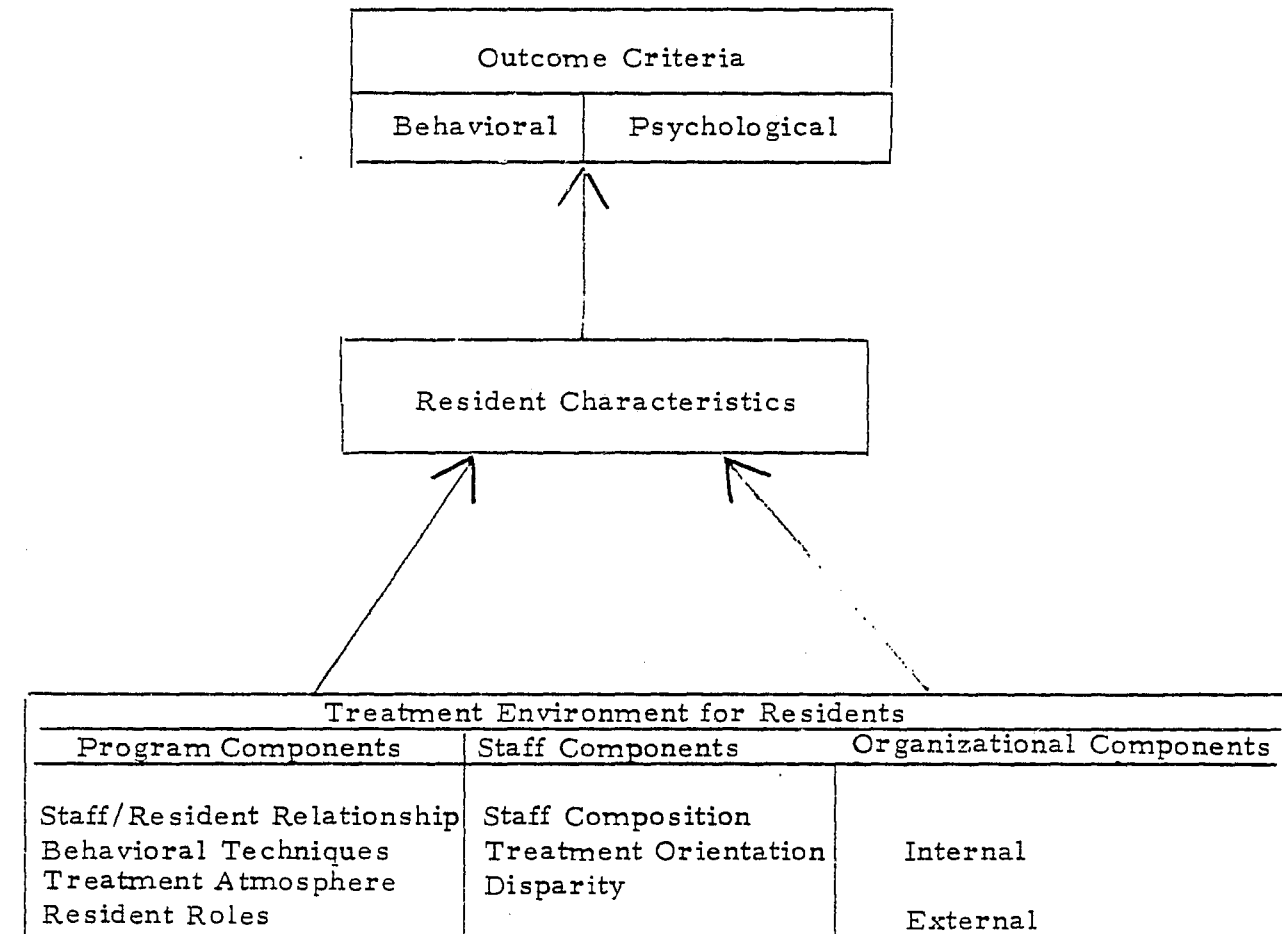 Outcome Criteria
Behavioral Psychological
Resident Characteristics
Treatment Environment for Residents
Program Components Staff Components Organizational Components
Staff/Resident Relationship Staff Composition
Behavioral Techniques Treatment Orientation Internal
Treatment Atmosphere Disparity
Resident Roles External